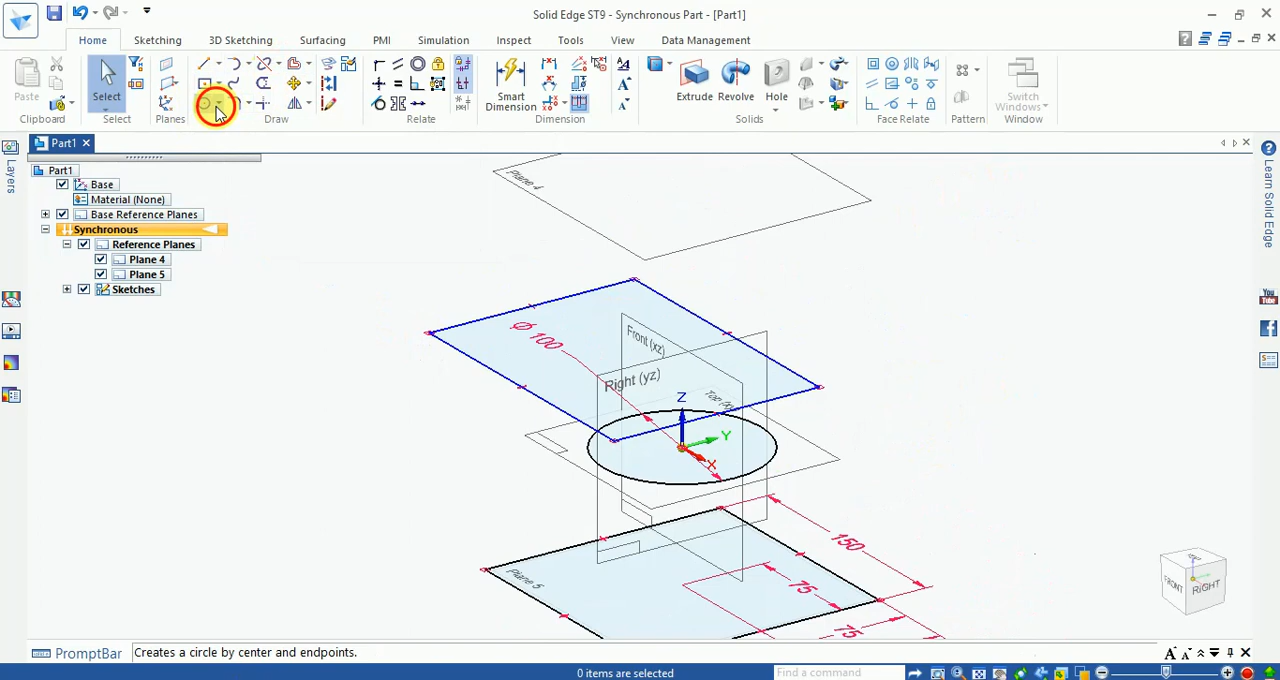 Solid Edge ST9 - Synchronous Part - [Part1]
Home Sketching 3D Sketching Surfacing PMI Simulation Inspect Tools View Data Management
Paste
Clipboard
Select
Select
Planes
Draw
Relate
Smart
Dimension
Dimension
Extrude Revolve Hole
Solids
Face Relate
Pattern
Switch
Windows
Window
Part1
Layers
Part1
Base
Material (None)
Base Reference Planes
Synchronous
Reference Planes
Plane 4
Plane 5
Sketches
Plane 4
Ø 100
Front (xz)
Right (yz)
Z
Y
X
Plane 5
150
75
75
FRONT
RIGHT
Learn Solid Edge
You
Tube
PromptBar
Creates a circle by center and endpoints.
0 items are selected
Find a command